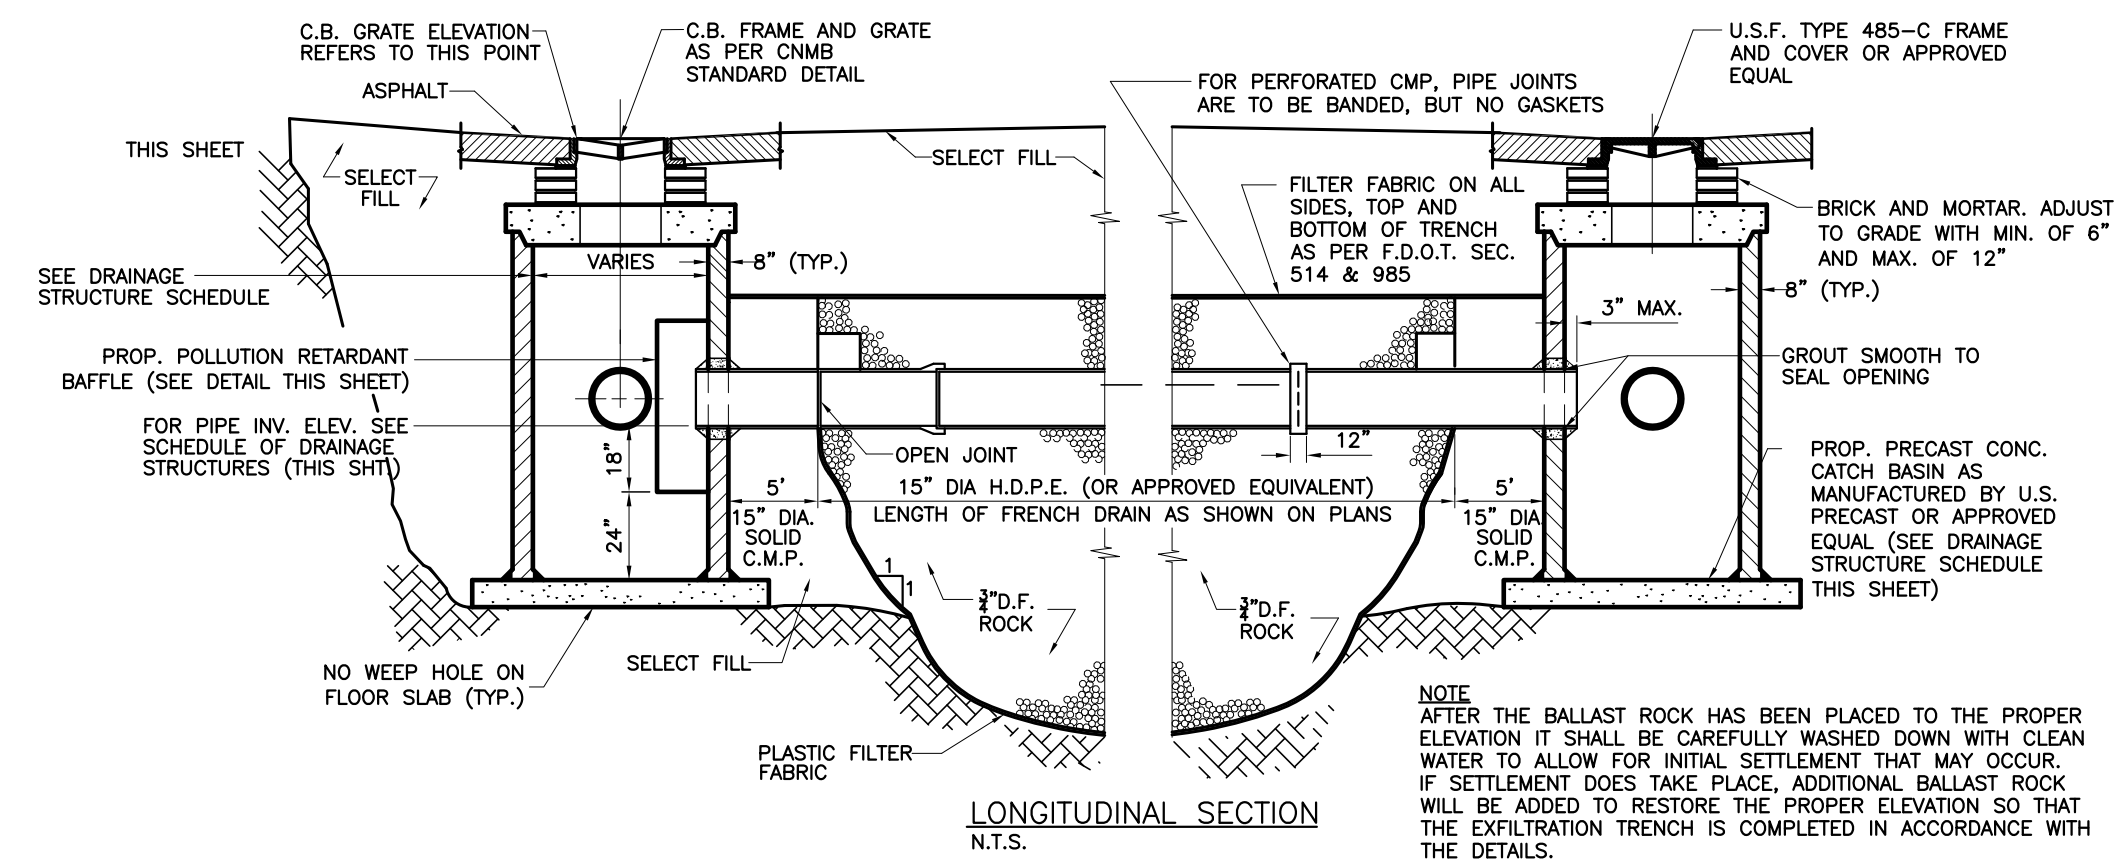 C.B. GRATE ELEVATION
REFERS TO THIS POINT
C.B. FRAME AND GRATE
AS PER CNMB
STANDARD DETAIL
ASPHALT
FOR PERFORATED CMP, PIPE JOINTS
ARE TO BE BANDED, BUT NO GASKETS
U.S.F. TYPE 485-C FRAME
AND COVER OR APPROVED
EQUAL
THIS SHEET
SELECT
FILL
SELECT FILL
FILTER FABRIC ON ALL
SIDES, TOP AND
BOTTOM OF TRENCH
AS PER F.D.O.T. SEC.
514 & 985
BRICK AND MORTAR. ADJUST
TO GRADE WITH MIN. OF 6"
AND MAX. OF 12"
SEE DRAINAGE
STRUCTURE SCHEDULE
VARIES
8" (TYP.)
8" (TYP.)
3" MAX.
PROP. POLLUTION RETARDANT
BAFFLE (SEE DETAIL THIS SHEET)
GROUT SMOOTH TO
SEAL OPENING
FOR PIPE INV. ELEV. SEE
SCHEDULE OF DRAINAGE
STRUCTURES (THIS SHT.)
18"
24"
OPEN JOINT
12"
5'
15" DIA.
SOLID
C.M.P.
15" DIA H.D.P.E. (OR APPROVED EQUIVALENT)
LENGTH OF FRENCH DRAIN AS SHOWN ON PLANS
5'
15" DIA
SOLID
C.M.P.
PROP. PRECAST CONC.
CATCH BASIN AS
MANUFACTURED BY U.S.
PRECAST OR APPROVED
EQUAL (SEE DRAINAGE
STRUCTURE SCHEDULE
THIS SHEET)
1
1
¾"D.F.
ROCK
¾"D.F.
ROCK
NO WEEP HOLE ON
FLOOR SLAB (TYP.)
SELECT FILL
PLASTIC FILTER
FABRIC
LONGITUDINAL SECTION
N.T.S.
NOTE
AFTER THE BALLAST ROCK HAS BEEN PLACED TO THE PROPER
ELEVATION IT SHALL BE CAREFULLY WASHED DOWN WITH CLEAN
WATER TO ALLOW FOR INITIAL SETTLEMENT THAT MAY OCCUR.
IF SETTLEMENT DOES TAKE PLACE, ADDITIONAL BALLAST ROCK
WILL BE ADDED TO RESTORE THE PROPER ELEVATION SO THAT
THE EXFILTRATION TRENCH IS COMPLETED IN ACCORDANCE WITH
THE DETAILS.